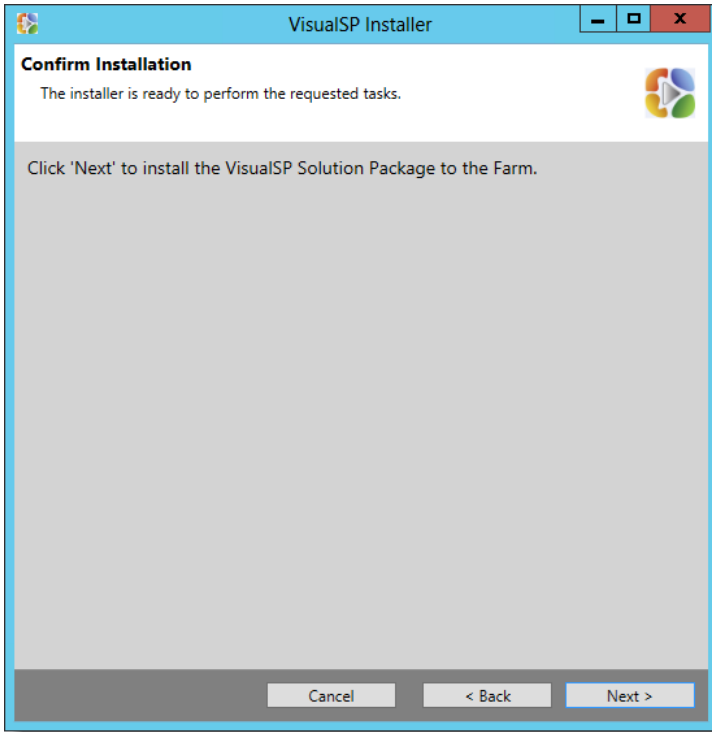 VisualSP Installer
Confirm Installation
The installer is ready to perform the requested tasks.
Click 'Next' to install the VisualSP Solution Package to the Farm.
Cancel
< Back
Next >